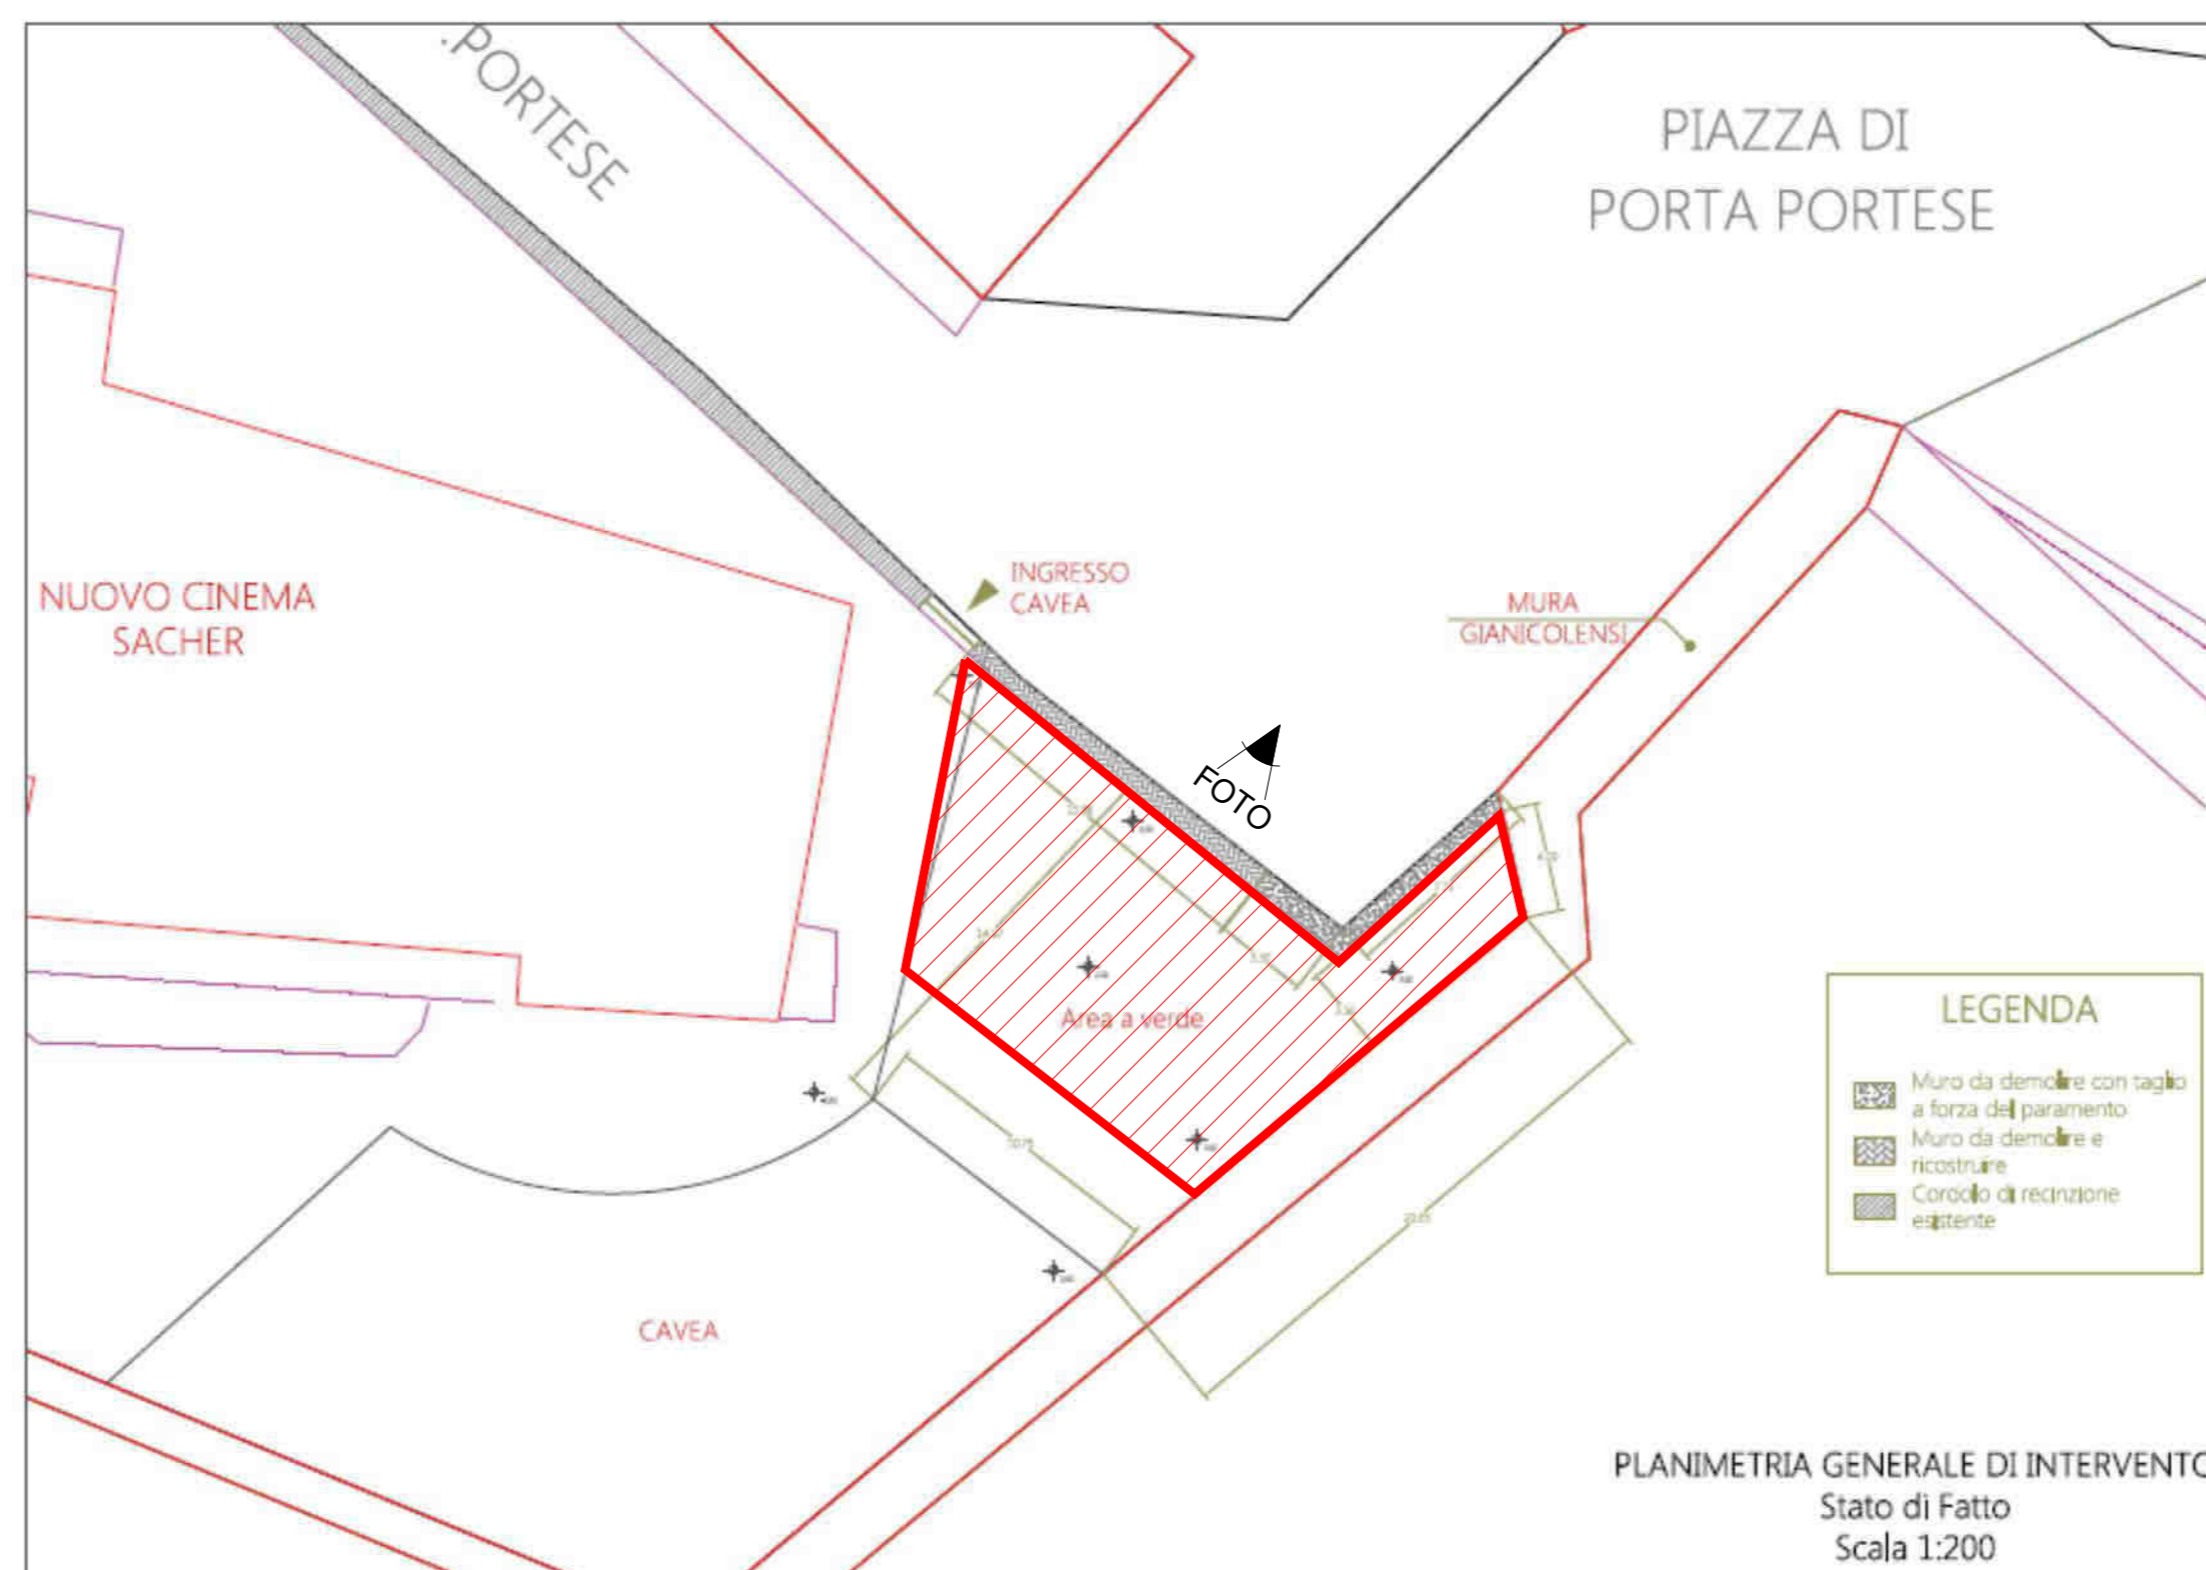 .PORTESE
PIAZZA DI
PORTA PORTESE
INGRESSO
CAVEA
NUOVO CINEMA
SACHER
MURA
GIANICOLENSI
FOTO
Area a verde
CAVEA
LEGENDA
Muro da demolire con taglio
a forza del paramento
Muro da demolire e
ricostruire
Cordolo di recinzione
esistente
PLANIMETRIA GENERALE DI INTERVENTO
Stato di Fatto
Scala 1:200